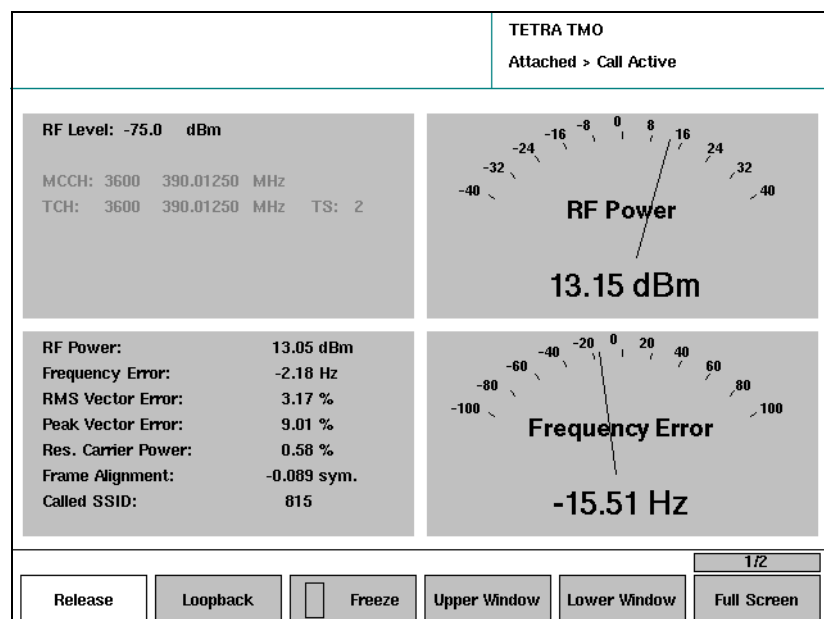 TETRA TMO
Attached > Call Active
RF Level: -75.0 dBm
MCCH: 3600 390.01250 MHz
TCH: 3600 390.01250 MHz TS: 2
-40 -32 -24 -16 -8 0 8 16 24 32 40
RF Power
13.15 dBm
RF Power: 13.05 dBm
Frequency Error: -2.18 Hz
RMS Vector Error: 3.17 %
Peak Vector Error: 9.01 %
Res. Carrier Power: 0.58 %
Frame Alignment: -0.089 sym.
Called SSID: 815
-100 -80 -60 -40 -20 0 20 40 60 80 100
Frequency Error
-15.51 Hz
1/2
Release Loopback Freeze Upper Window Lower Window Full Screen